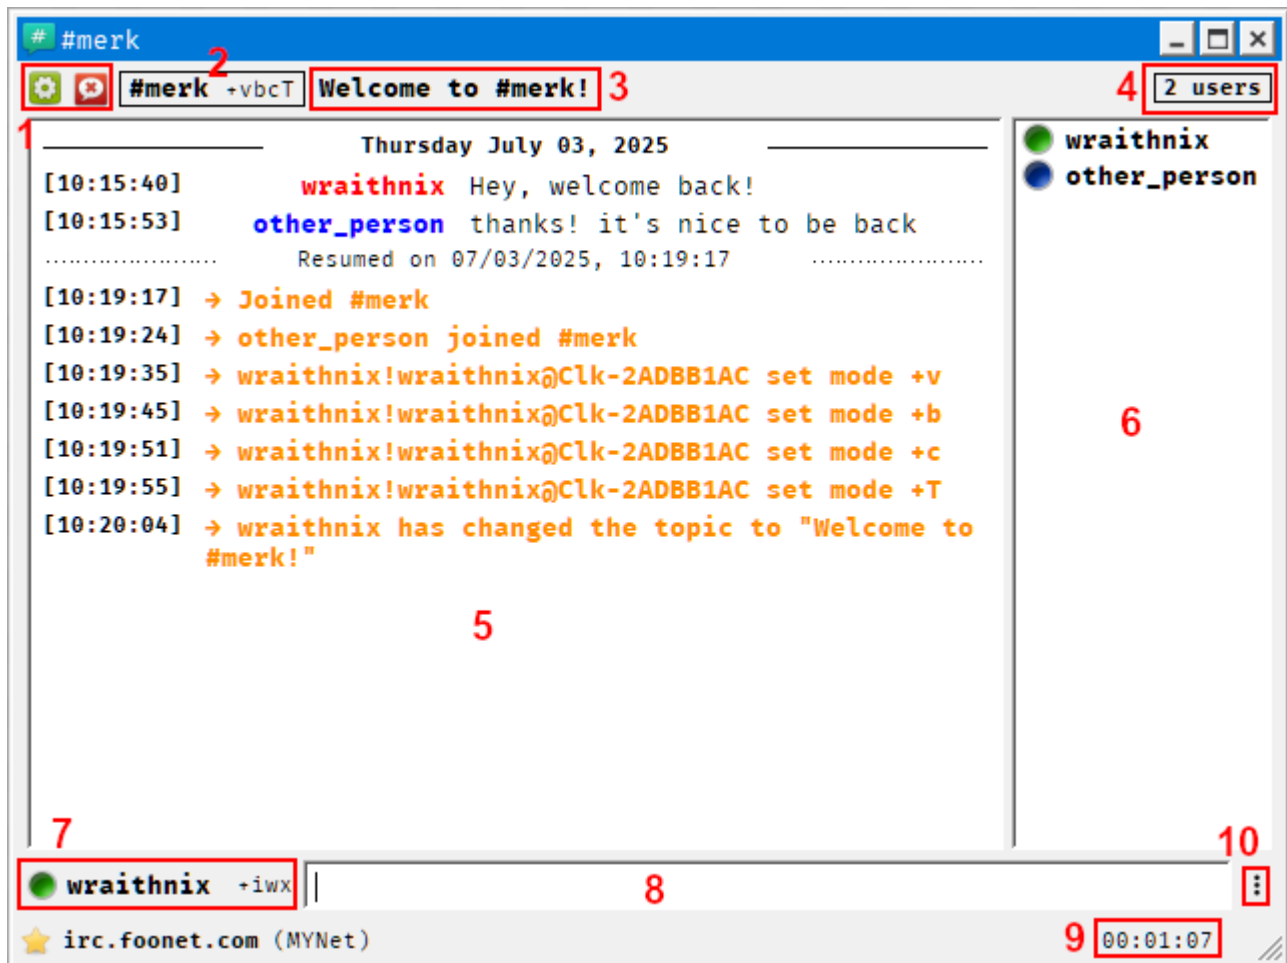 # #merk
2
#merk +vbcT Welcome to #merk! 3 4 2 users
1
Thursday July 03, 2025
[10:15:40] wraithnix Hey, welcome back!
[10:15:53] other_person thanks! it's nice to be back
Resumed on 07/03/2025, 10:19:17
[10:19:17] → Joined #merk
[10:19:24] → other_person joined #merk
[10:19:35] → wraithnix!wraithnix@Clk-2ADBB1AC set mode +v
[10:19:45] → wraithnix!wraithnix@Clk-2ADBB1AC set mode +b
[10:19:51] → wraithnix!wraithnix@Clk-2ADBB1AC set mode +c
[10:19:55] → wraithnix!wraithnix@Clk-2ADBB1AC set mode +T
[10:20:04] → wraithnix has changed the topic to "Welcome to
#merk!"
5
wraithnix
other_person
6
7
10
wraithnix +iwx 8
irc.foonet.com (MYNet) 9 00:01:07